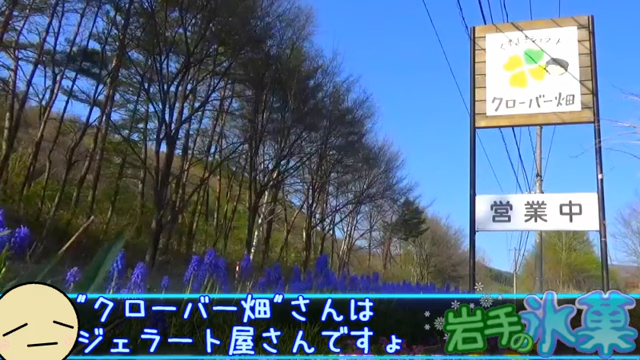 クローバー畑
営業中
"クローバー畑"さんは
ジェラート屋さんですょ
岩手の氷菓